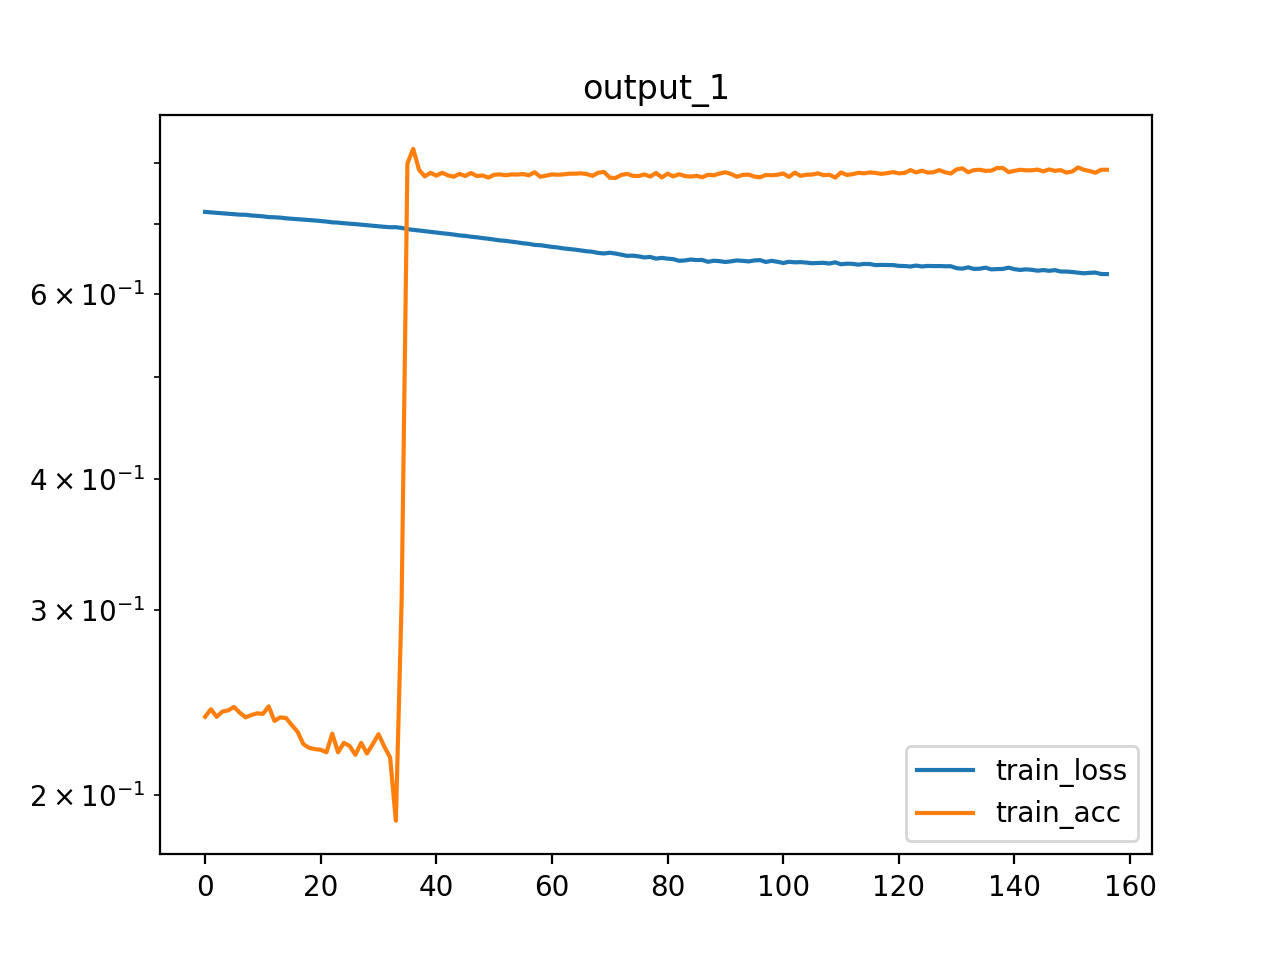 output_1
6 × 10⁻¹
4 × 10⁻¹
3 × 10⁻¹
2 × 10⁻¹
train_loss
train_acc
0 20 40 60 80 100 120 140 160